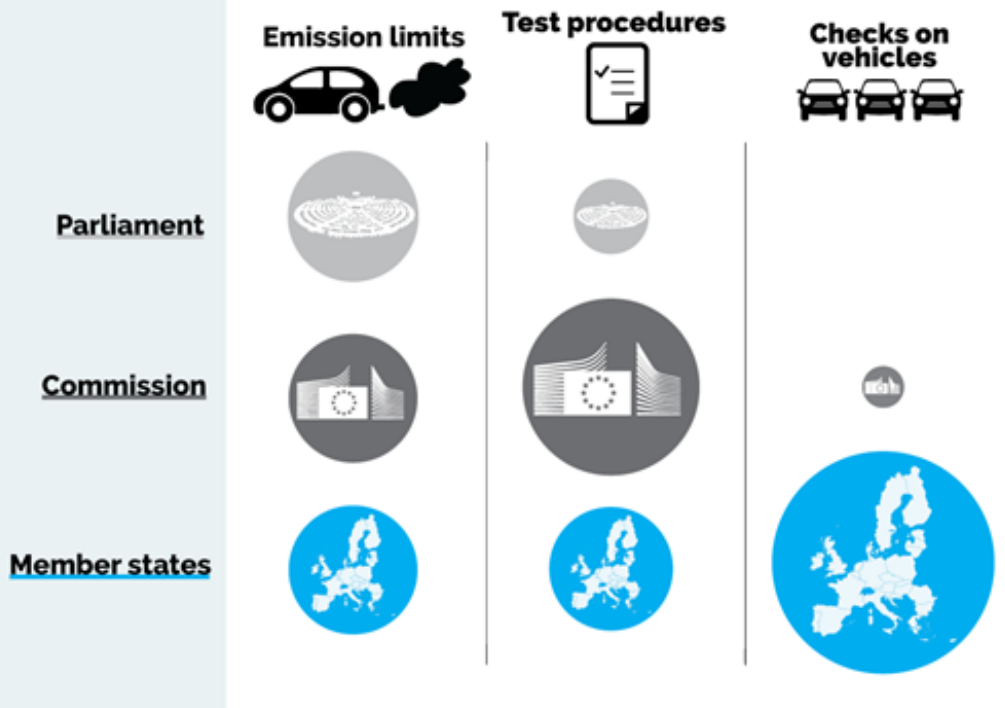 Emission limits
Test procedures
Checks on
vehicles
Parliament
Commission
Member states